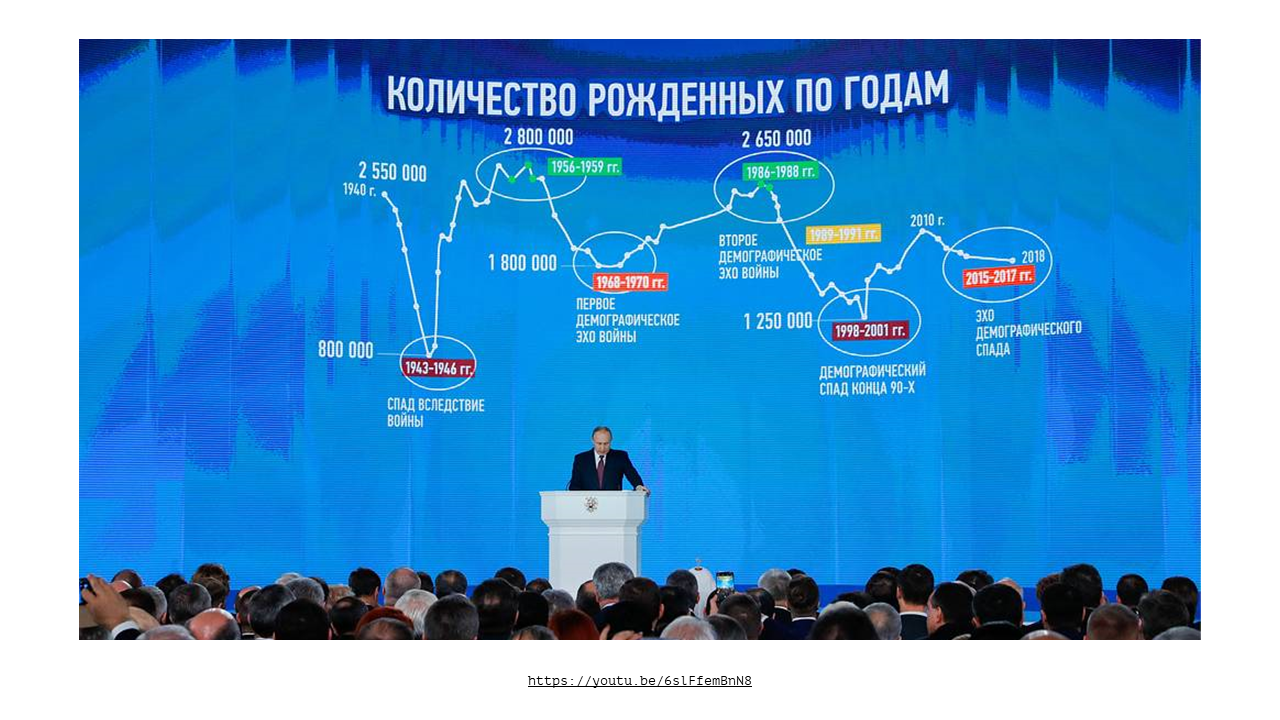 КОЛИЧЕСТВО РОЖДЕННЫХ ПО ГОДАМ
2 800 000
2 650 000
2 550 000
1956-1959 гг.
1986-1988 гг.
1940 г.
2010 г.
1989-1991 гг.
ВТОРОЕ
ДЕМОГРАФИЧЕСКОЕ
ЭХО ВОЙНЫ
1 800 000
2018
1968-1970 гг.
2015-2017 гг.
ПЕРВОЕ
ДЕМОГРАФИЧЕСКОЕ
ЭХО ВОЙНЫ
1 250 000
1998-2001 гг.
ЭХО
ДЕМОГРАФИЧЕСКОГО
СПАДА
800 000
1943-1946 гг.
ДЕМОГРАФИЧЕСКИЙ
СПАД КОНЦА 90-Х
СПАД ВСЛЕДСТВИЕ
ВОЙНЫ
https://youtu.be/6slFfemBnN8